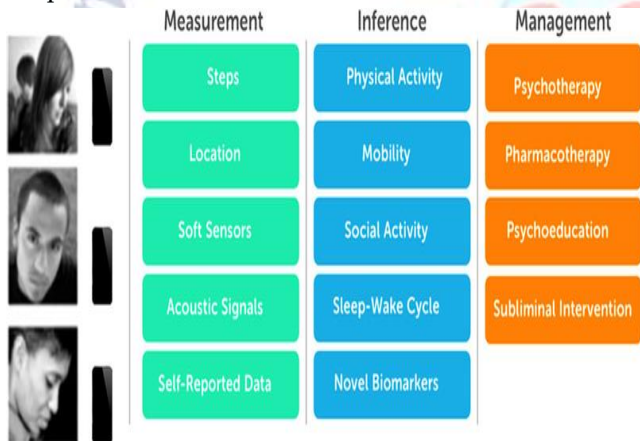 Measurement
Inference
Management
Steps
Physical Activity
Psychotherapy
Location
Mobility
Pharmacotherapy
Soft Sensors
Social Activity
Psychoeducation
Acoustic Signals
Sleep-Wake Cycle
Subliminal Intervention
Self-Reported Data
Novel Biomarkers